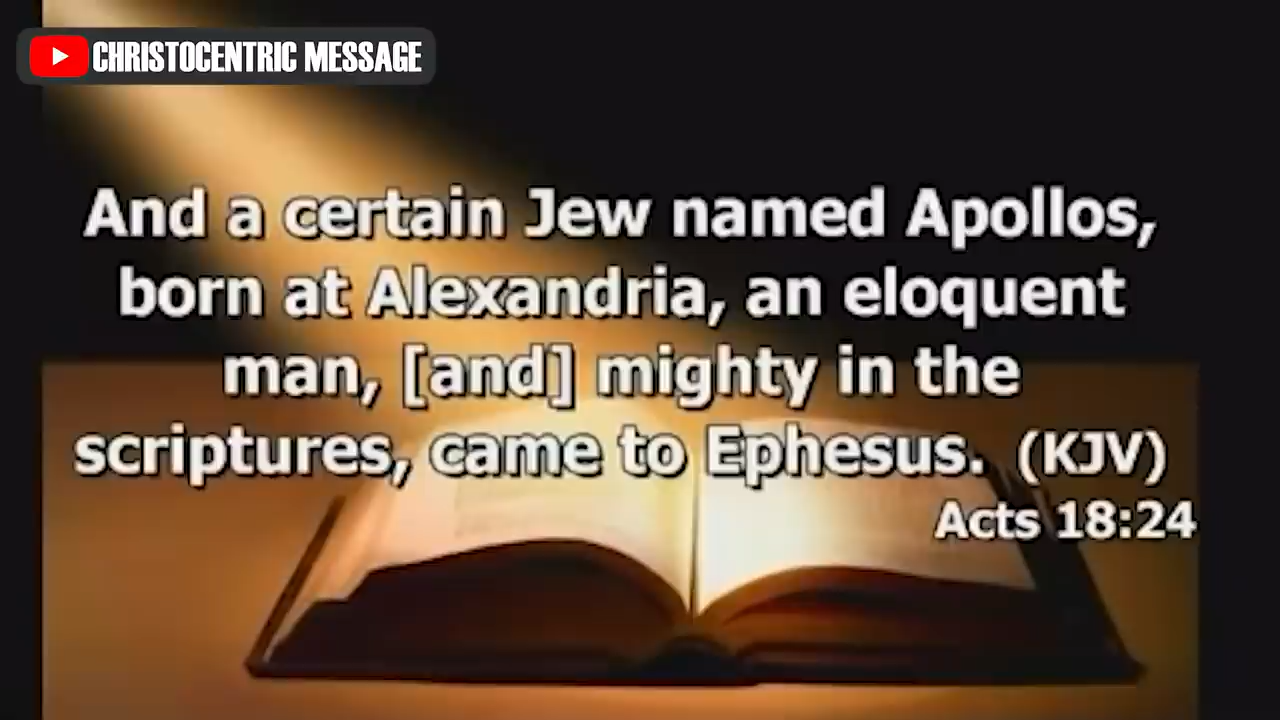 CHRISTOCENTRIC MESSAGE
And a certain Jew named Apollos,
born at Alexandria, an eloquent
man, [and] mighty in the
scriptures, came to Ephesus. (KJV)
Acts 18:24